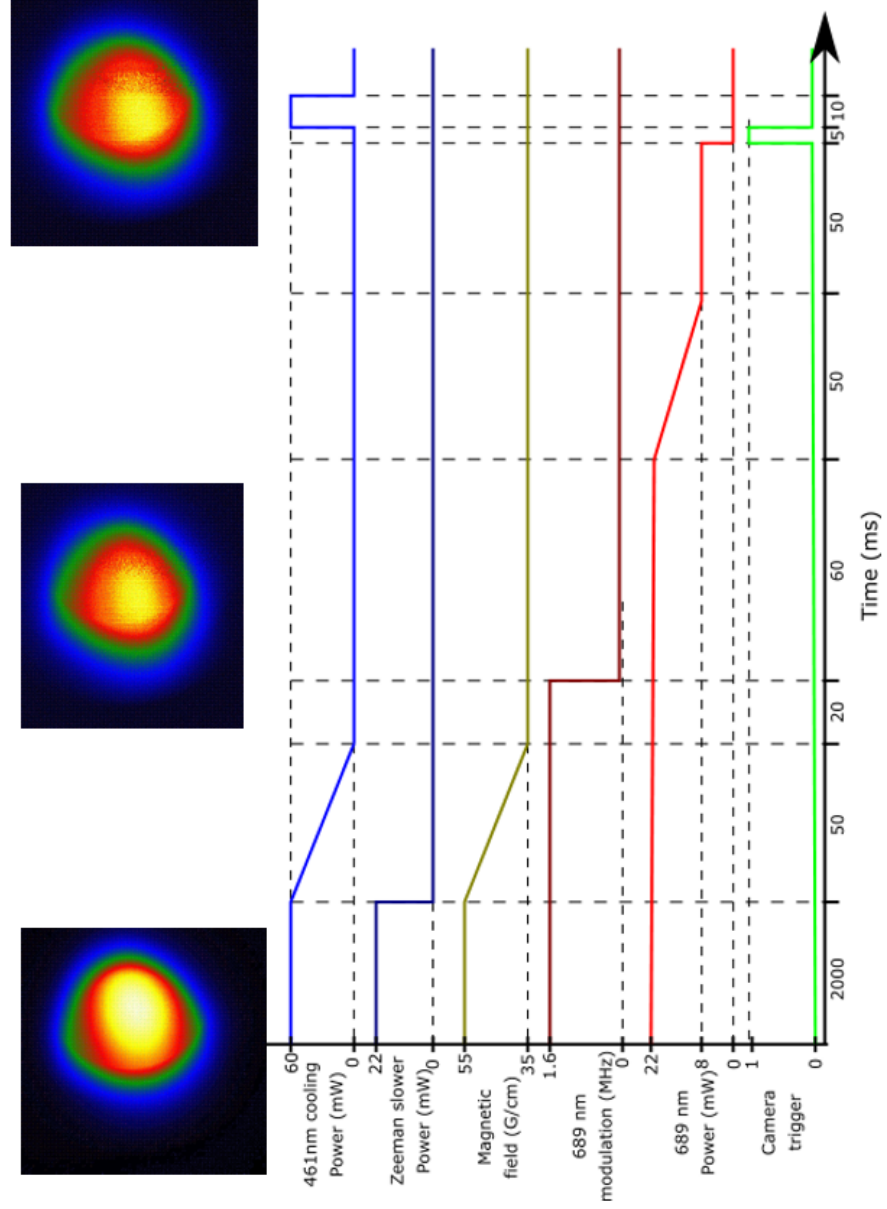 60
461nm cooling
Power (mW)
0
22
Zeeman slower
Power (mW)
0
55
Magnetic
field (G/cm)
35
1.6
689 nm
modulation (MHz)
0
22
689 nm
Power (mW)
8
0
1
Camera
trigger
0
2000
50
20
60
50
50
5
10
Time (ms)